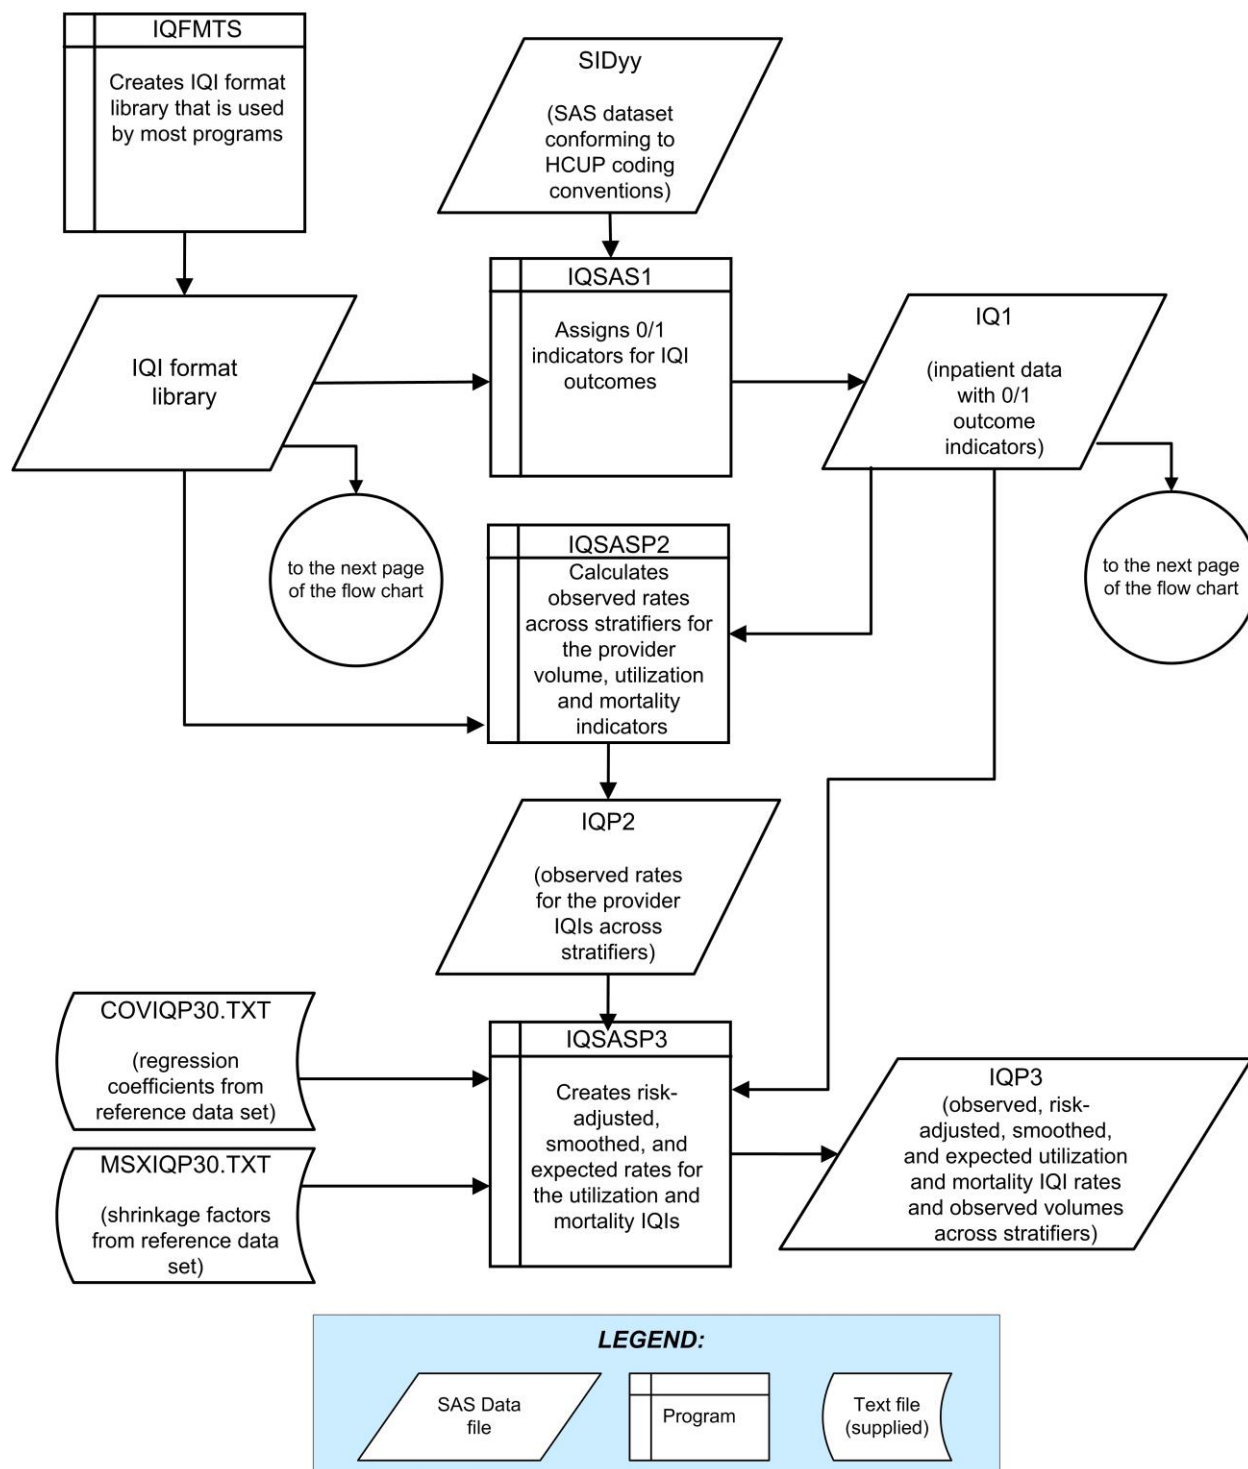 IQFMTS
Creates IQI format
library that is used
by most programs
SIDyy
(SAS dataset
conforming to
HCUP coding
conventions)
IQI format
library
IQSAS1
Assigns 0/1
indicators for IQI
outcomes
IQ1
(inpatient data
with 0/1
outcome
indicators)
to the next page
of the flow chart
IQSASP2
Calculates
observed rates
across stratifiers for
the provider
volume, utilization
and mortality
indicators
to the next page
of the flow chart
IQP2
(observed rates
for the provider
IQIs across
stratifiers)
COVIQP30.TXT
(regression
coefficients from
reference data set)
MSXIQP30.TXT
(shrinkage factors
from reference data
set)
IQSASP3
Creates risk-
adjusted,
smoothed, and
expected rates for
the utilization and
mortality IQIs
IQP3
(observed, risk-
adjusted, smoothed,
and expected utilization
and mortality IQI rates
and observed volumes
across stratifiers)
LEGEND:
SAS Data
file
Program
Text file
(supplied)